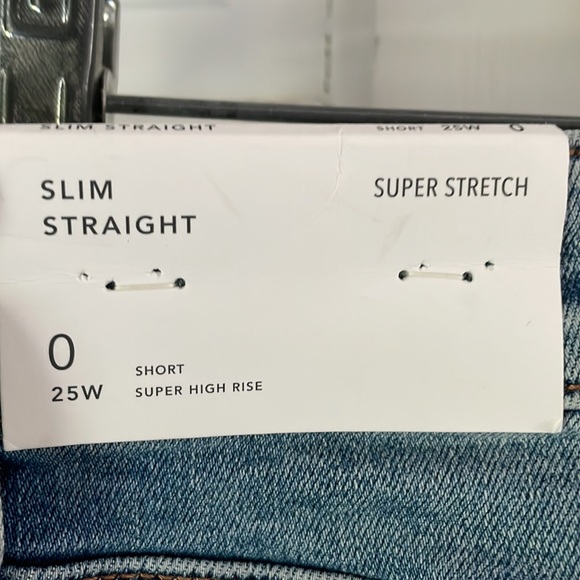 SLIM STRAIGHT SHORT 25W 0
SLIM
STRAIGHT
SUPER STRETCH
0
25W
SHORT
SUPER HIGH RISE